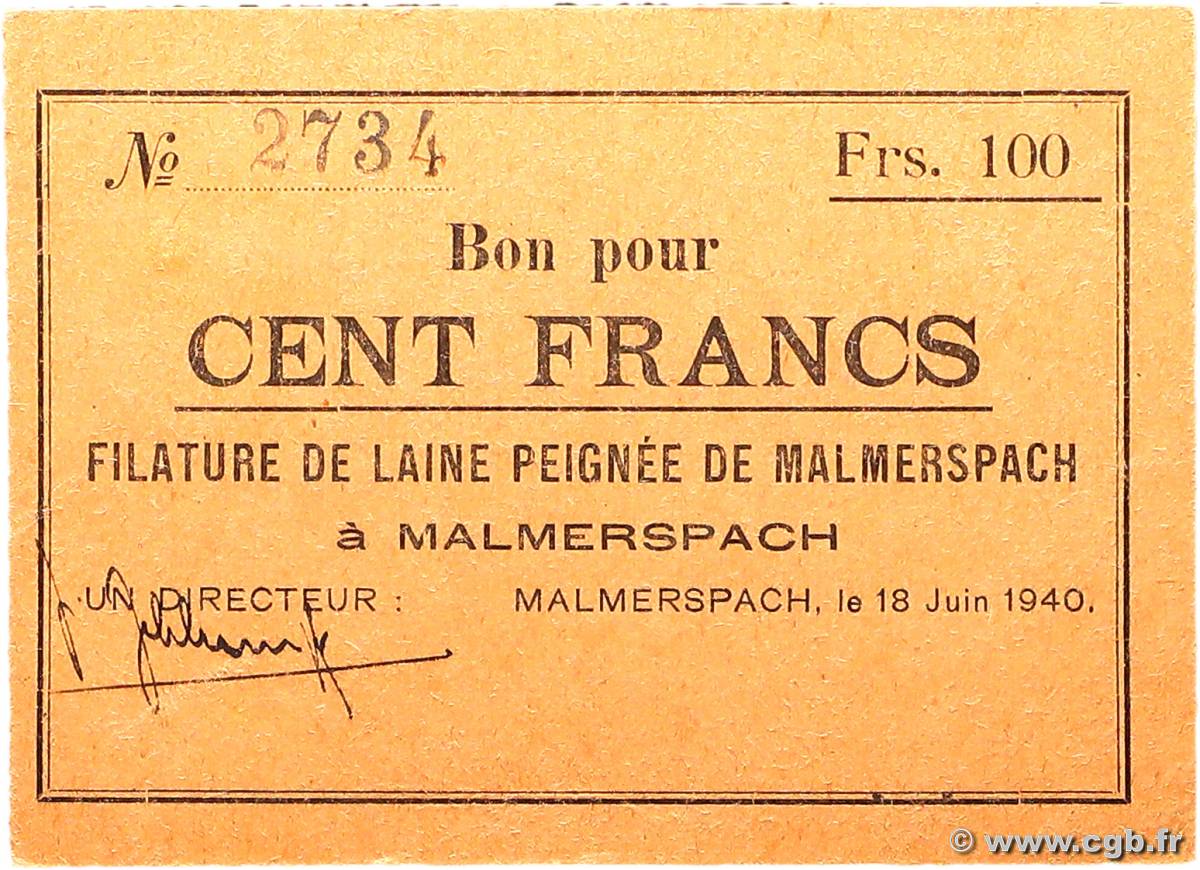 No 2734 Frs. 100
Bon pour
CENT FRANCS
FILATURE DE LAINE PEIGNÉE DE MALMERSPACH
à MALMERSPACH
UN DIRECTEUR : MALMERSPACH, le 18 Juin 1940.
© www.cgb.fr